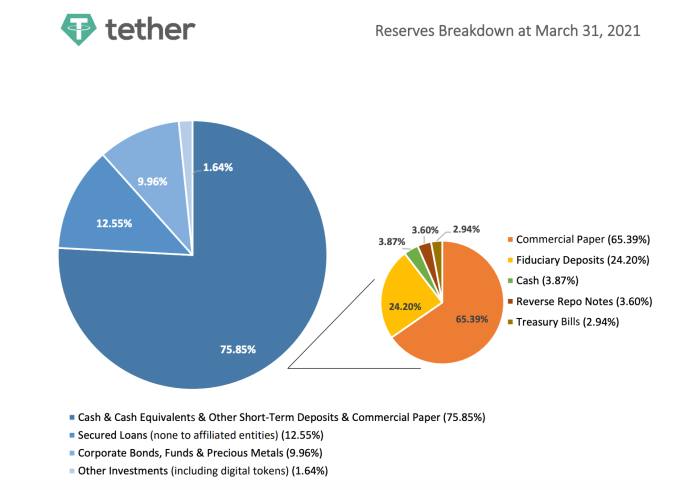 tether
Reserves Breakdown at March 31, 2021
1.64%
9.96%
12.55%
75.85%
3.87%
3.60%
2.94%
24.20%
65.39%
Commercial Paper (65.39%)
Fiduciary Deposits (24.20%)
Cash (3.87%)
Reverse Repo Notes (3.60%)
Treasury Bills (2.94%)
Cash & Cash Equivalents & Other Short-Term Deposits & Commercial Paper (75.85%)
Secured Loans (none to affiliated entities) (12.55%)
Corporate Bonds, Funds & Precious Metals (9.96%)
Other Investments (including digital tokens) (1.64%)